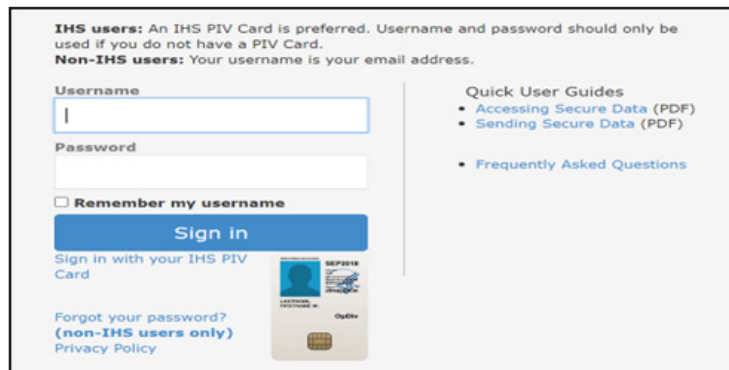 IHS users: An IHS PIV Card is preferred. Username and password should only be
used if you do not have a PIV Card.
Non-IHS users: Your username is your email address.
Username
Password
Remember my username
Sign in
Sign in with your IHS PIV
Card
Forgot your password?
(non-IHS users only)
Privacy Policy
SEP2018
LASTNAME,
OpDiv
Quick User Guides
• Accessing Secure Data (PDF)
• Sending Secure Data (PDF)
• Frequently Asked Questions